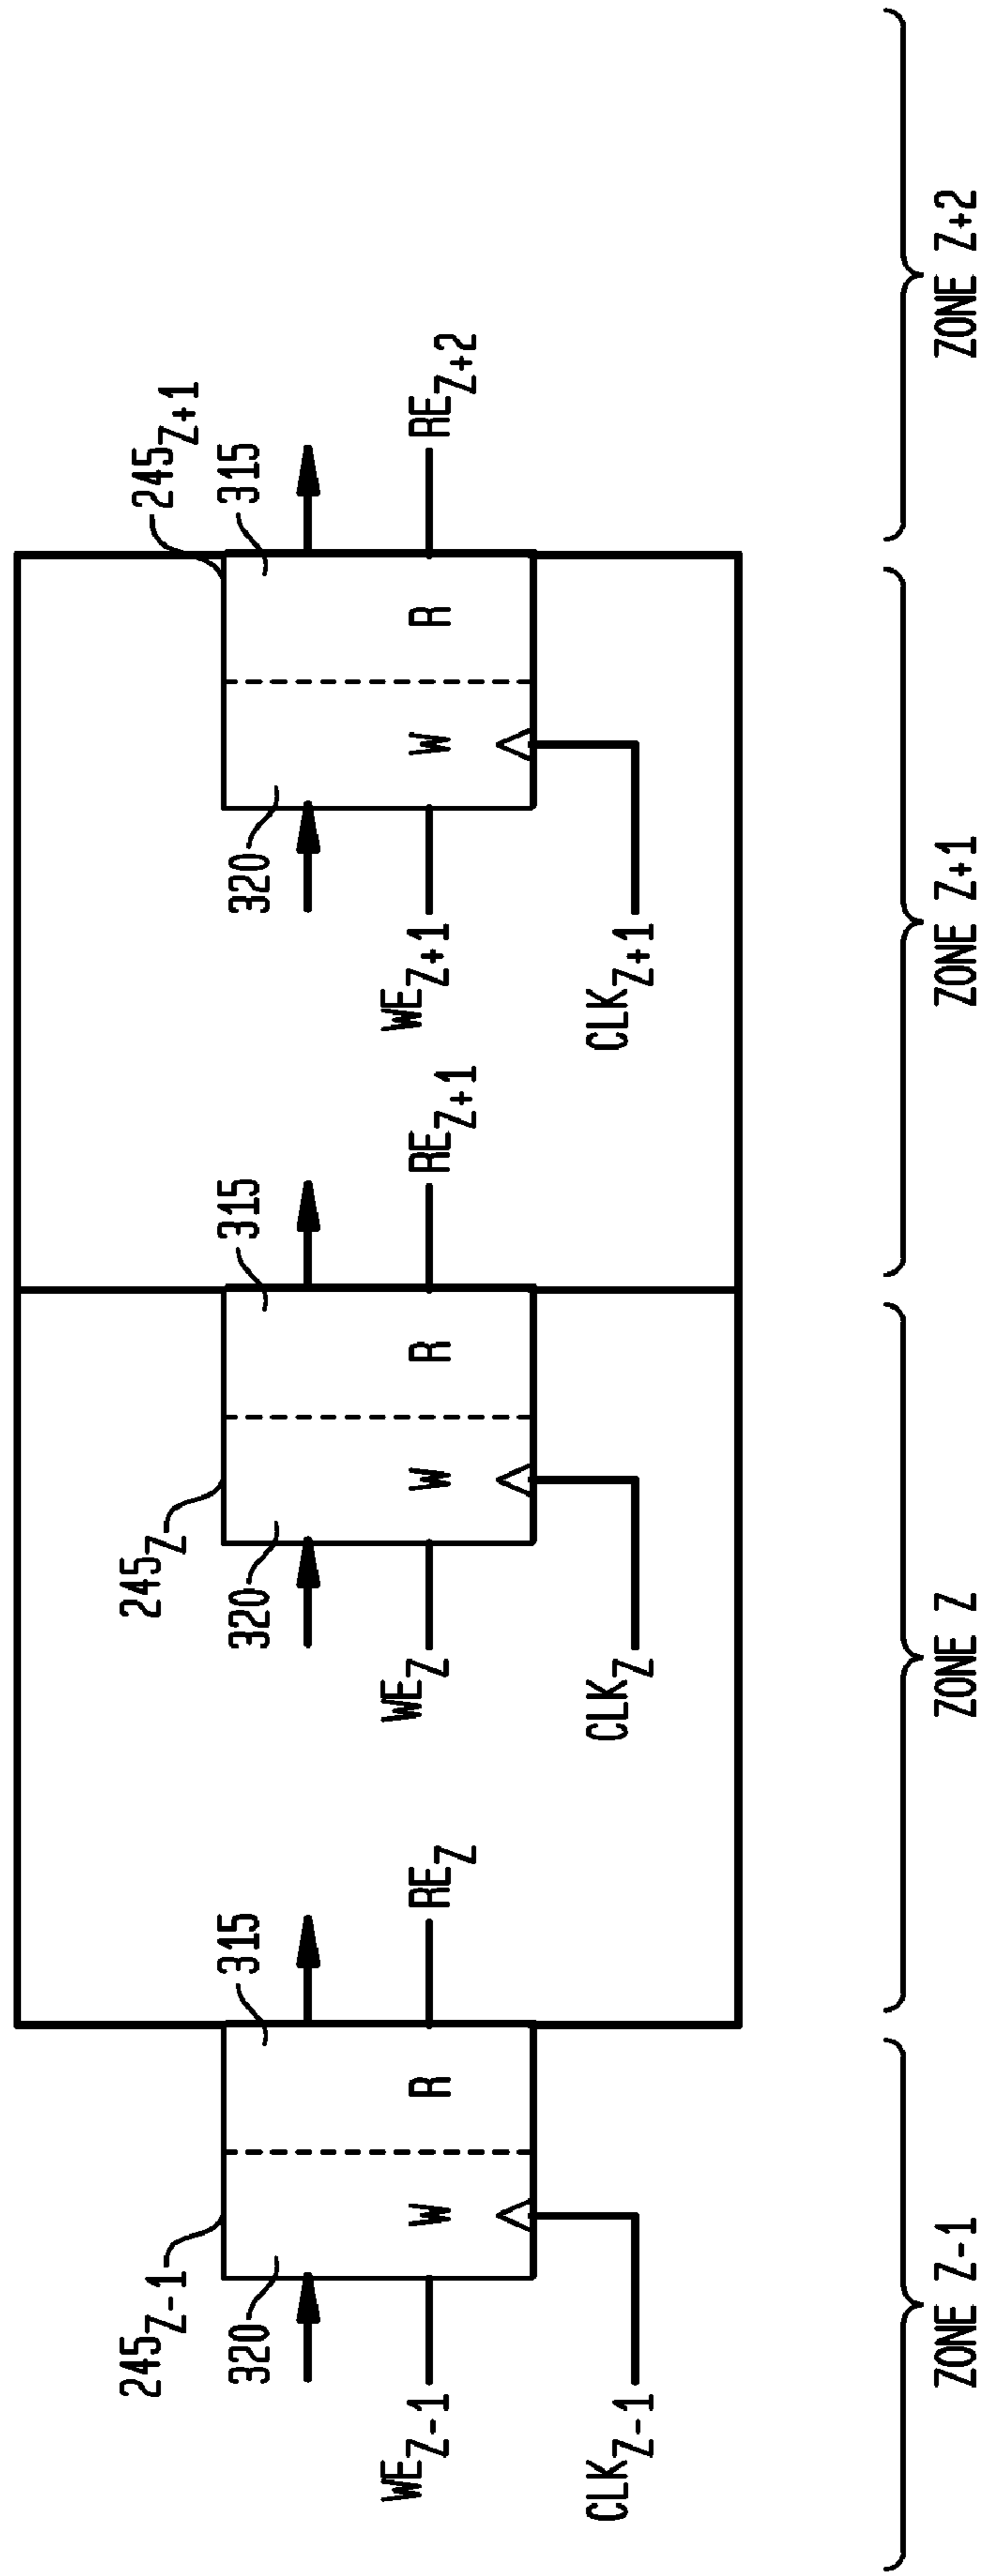 245Z-1
245Z
245Z+1
320
315
320
315
320
315
WEZ-1
W
R
REZ
WEZ
W
R
REZ+1
WEZ+1
W
R
REZ+2
CLKZ-1
CLKZ
CLKZ+1
ZONE Z-1
ZONE Z
ZONE Z+1
ZONE Z+2